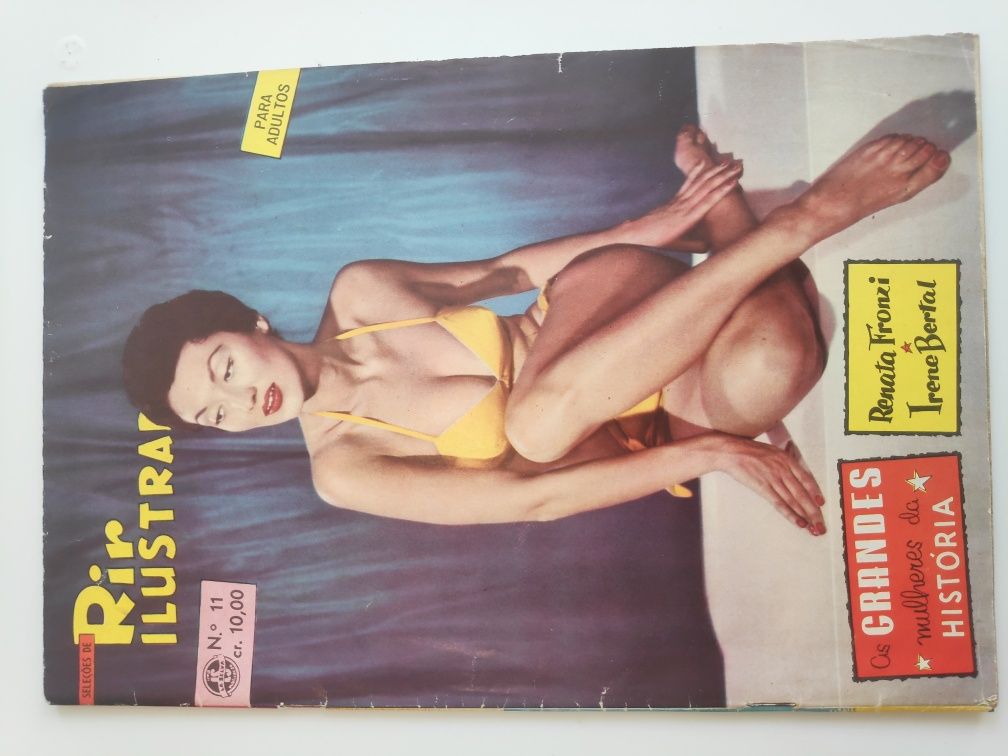 SELEÇÕES DE
Rir
ILUSTRA
N.º 11
cr. 10,00
PARA
ADULTOS
As
GRANDES
mulheres da
HISTÓRIA
Renata Fronzi
Irene Bertal